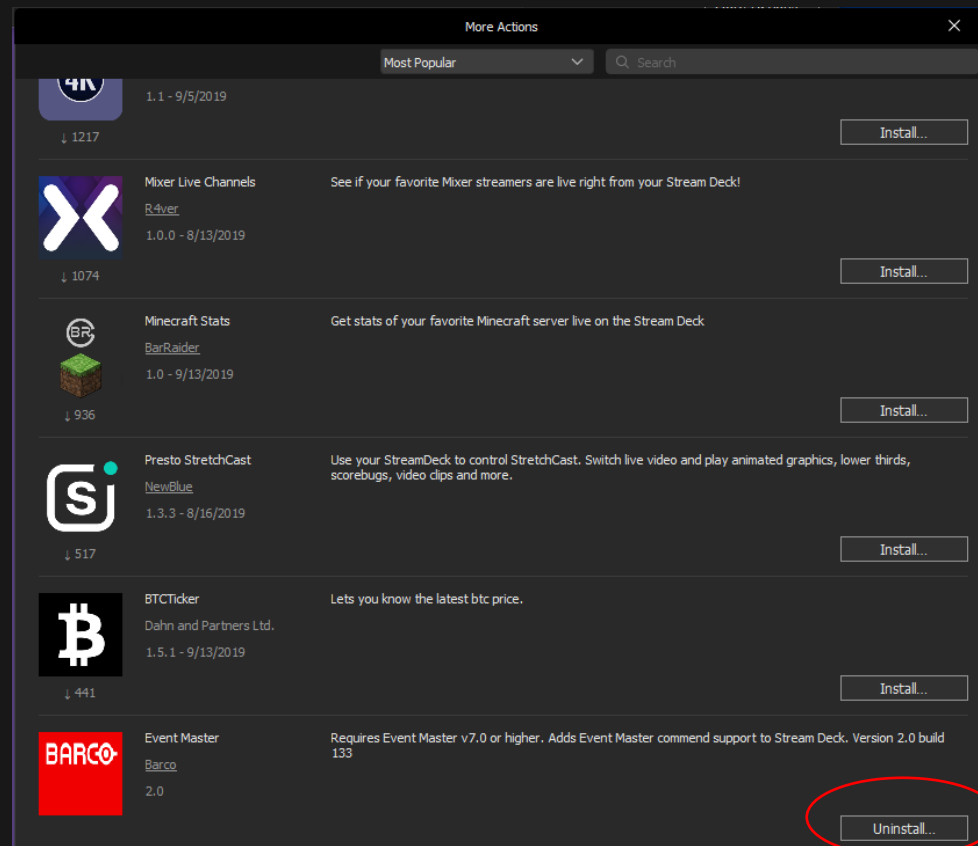 More Actions
Most Popular
Search
4K
1.1 - 9/5/2019
↓ 1217
Install...
Mixer Live Channels
See if your favorite Mixer streamers are live right from your Stream Deck!
R4ver
1.0.0 - 8/13/2019
↓ 1074
Install...
BR
Minecraft Stats
Get stats of your favorite Minecraft server live on the Stream Deck
BarRaider
1.0 - 9/13/2019
↓ 936
Install...
S
Presto StretchCast
Use your StreamDeck to control StretchCast. Switch live video and play animated graphics, lower thirds,
scorebugs, video clips and more.
NewBlue
1.3.3 - 8/16/2019
↓ 517
Install...
BTCTicker
Lets you know the latest btc price.
Dahn and Partners Ltd.
1.5.1 - 9/13/2019
↓ 441
Install...
BARCO
Event Master
Requires Event Master v7.0 or higher. Adds Event Master commend support to Stream Deck. Version 2.0 build
133
Barco
2.0
Uninstall...